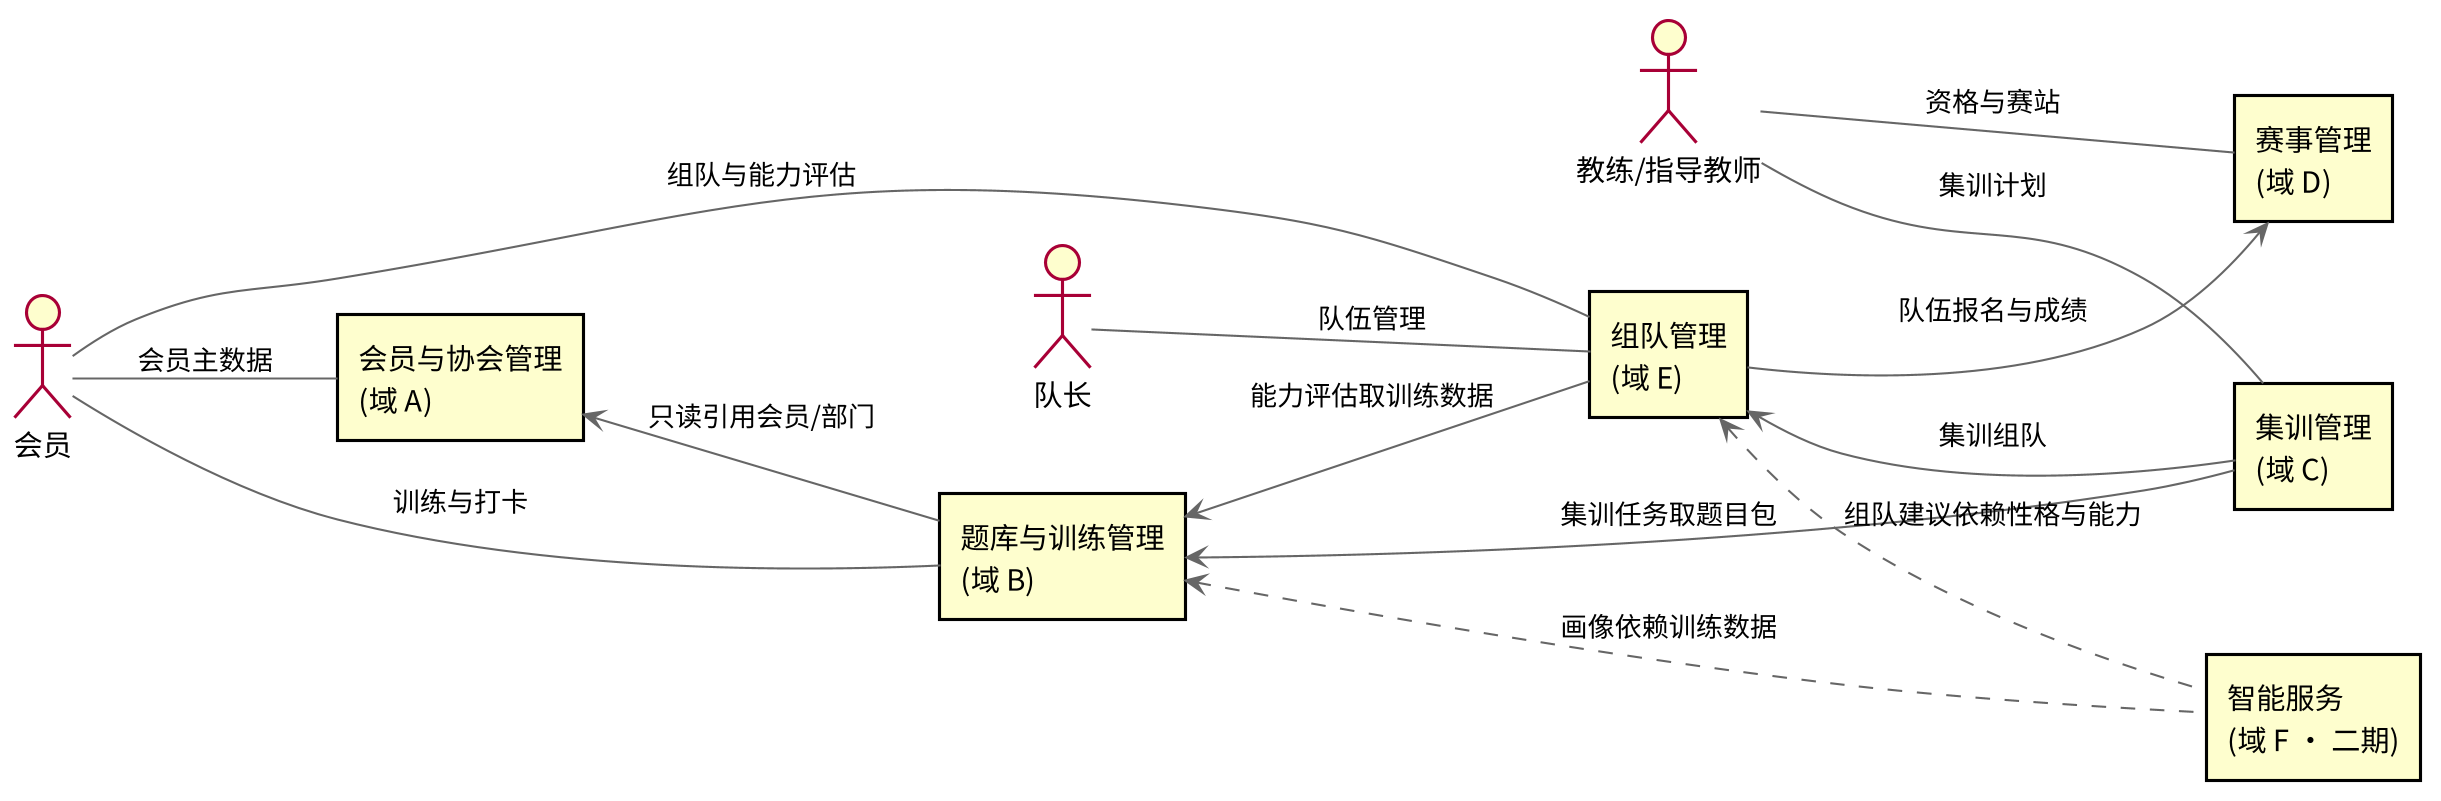 资格与赛站
赛事管理
(域 D)
教练/指导教师
组队与能力评估
集训计划
队伍报名与成绩
队伍管理
组队管理
(域 E)
会员主数据
会员与协会管理
(域 A)
队长
能力评估取训练数据
只读引用会员/部门
会员
集训组队
集训管理
(域 C)
训练与打卡
题库与训练管理
(域 B)
集训任务取题目包
组队建议依赖性格与能力
画像依赖训练数据
智能服务
(域 F · 二期)